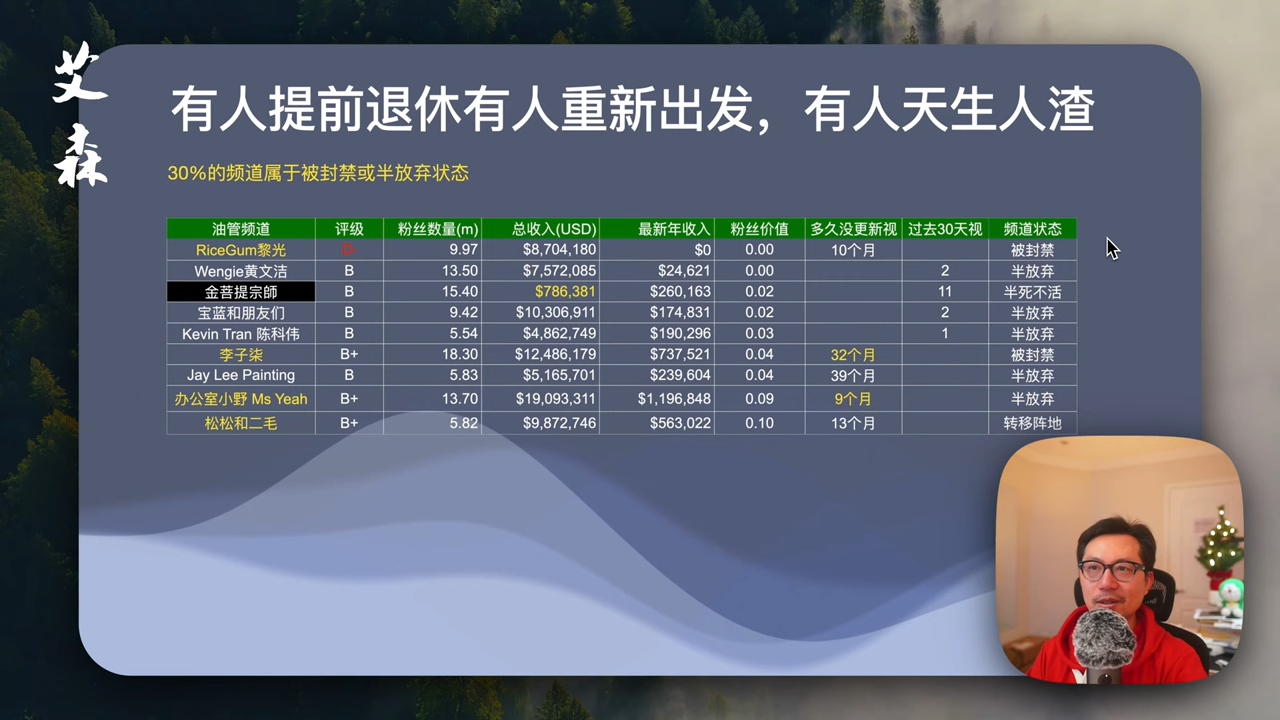 艾森
有人提前退休有人重新出发，有人天生人渣
30%的频道属于被封禁或半放弃状态
油管频道 评级 粉丝数量(m) 总收入(USD) 最新年收入 粉丝价值 多久没更新视 过去30天视 频道状态
RiceGum黎光 D- 9.97 $8,704,180 $0 0.00 10个月 被封禁
Wengie黄文洁 B 13.50 $7,572,085 $24,621 0.00 2 半放弃
金菩提宗師 B 15.40 $786,381 $260,163 0.02 11 半死不活
宝蓝和朋友们 B 9.42 $10,306,911 $174,831 0.02 2 半放弃
Kevin Tran 陈科伟 B 5.54 $4,862,749 $190,296 0.03 1 半放弃
李子柒 B+ 18.30 $12,486,179 $737,521 0.04 32个月 被封禁
Jay Lee Painting B 5.83 $5,165,701 $239,604 0.04 39个月 半放弃
办公室小野 Ms Yeah B+ 13.70 $19,093,311 $1,196,848 0.09 9个月 半放弃
松松和二毛 B+ 5.82 $9,872,746 $563,022 0.10 13个月 转移阵地